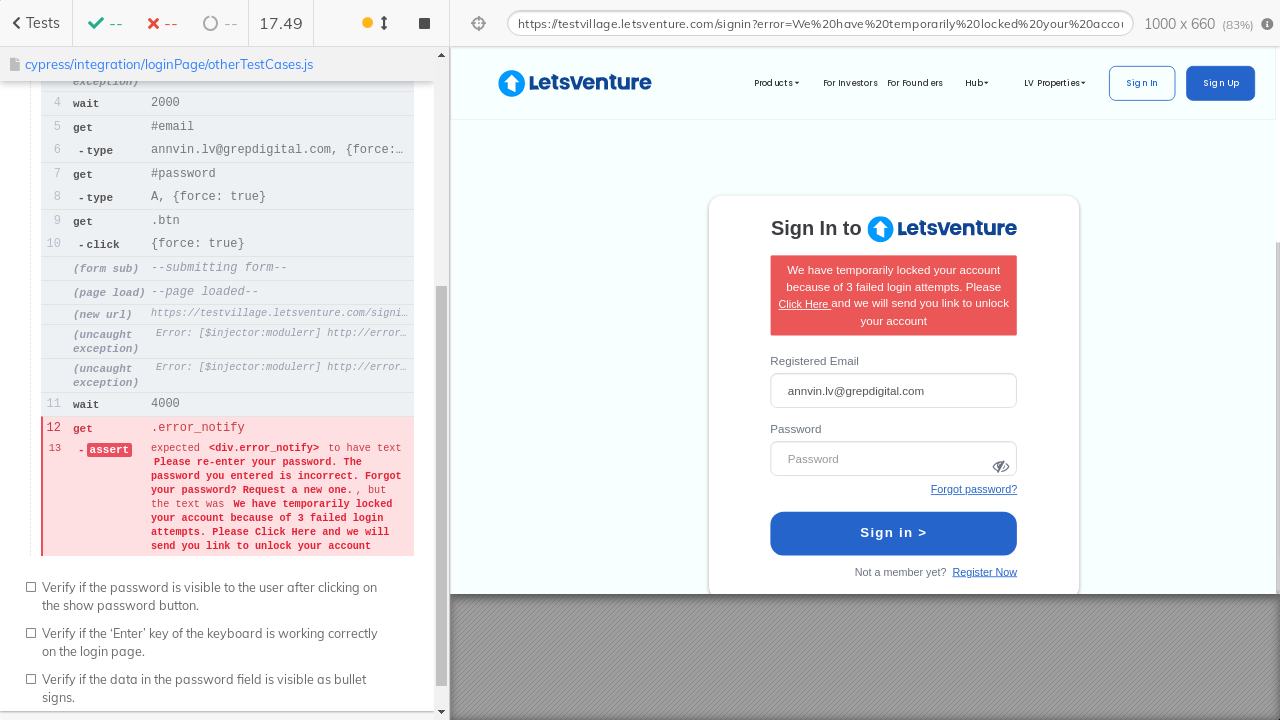 Tests
--
--
--
17.49
https://testvillage.letsventure.com/signin?error=We%20have%20temporarily%20locked%20your%20accou
1000 x 660 (83%)
cypress/integration/loginPage/otherTestCases.js
exception)
4 wait 2000
5 get #email
6 - type annvin.lv@grepdigital.com, {force:…
7 get #password
8 - type A, {force: true}
9 get .btn
10 - click {force: true}
(form sub) --submitting form--
(page load) --page loaded--
(new url) https://testvillage.letsventure.com/signi…
(uncaught exception) Error: [$injector:modulerr] http://error…
(uncaught exception) Error: [$injector:modulerr] http://error…
11 wait 4000
12 get .error_notify
13 - assert expected <div.error_notify> to have text
Please re-enter your password. The
password you entered is incorrect. Forgot
your password? Request a new one. , but
the text was We have temporarily locked
your account because of 3 failed login
attempts. Please Click Here and we will
send you link to unlock your account
Verify if the password is visible to the user after clicking on
the show password button.
Verify if the ‘Enter’ key of the keyboard is working correctly
on the login page.
Verify if the data in the password field is visible as bullet
signs.
LetsVenture
Products
For Investors
For Founders
Hub
LV Properties
Sign In
Sign Up
Sign In to LetsVenture
We have temporarily locked your account
because of 3 failed login attempts. Please
Click Here and we will send you link to unlock
your account
Registered Email
annvin.lv@grepdigital.com
Password
Password
Forgot password?
Sign in >
Not a member yet? Register Now